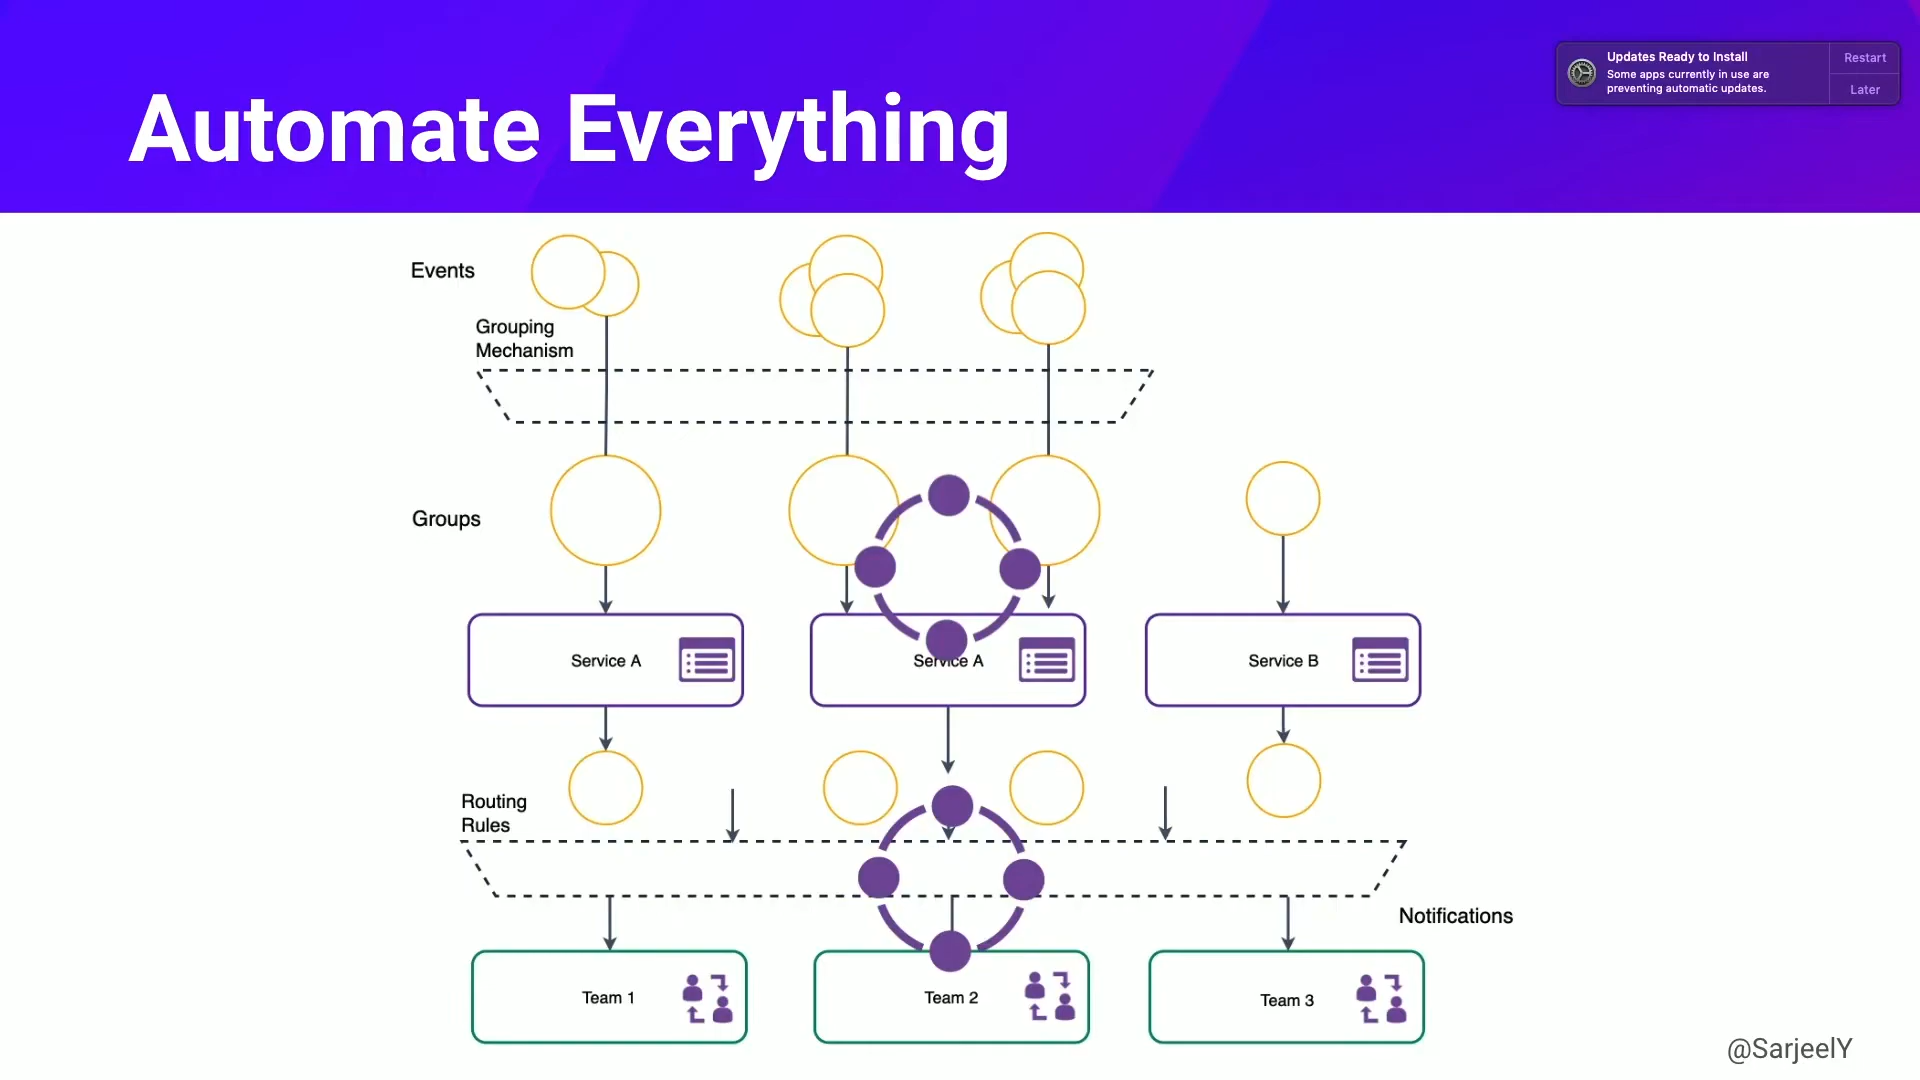 Updates Ready to Install
Some apps currently in use are
preventing automatic updates.
Restart
Later
Automate Everything
Events
Grouping
Mechanism
Groups
Service A
Service A
Service B
Routing
Rules
Notifications
Team 1
Team 2
Team 3
@SarjeelY